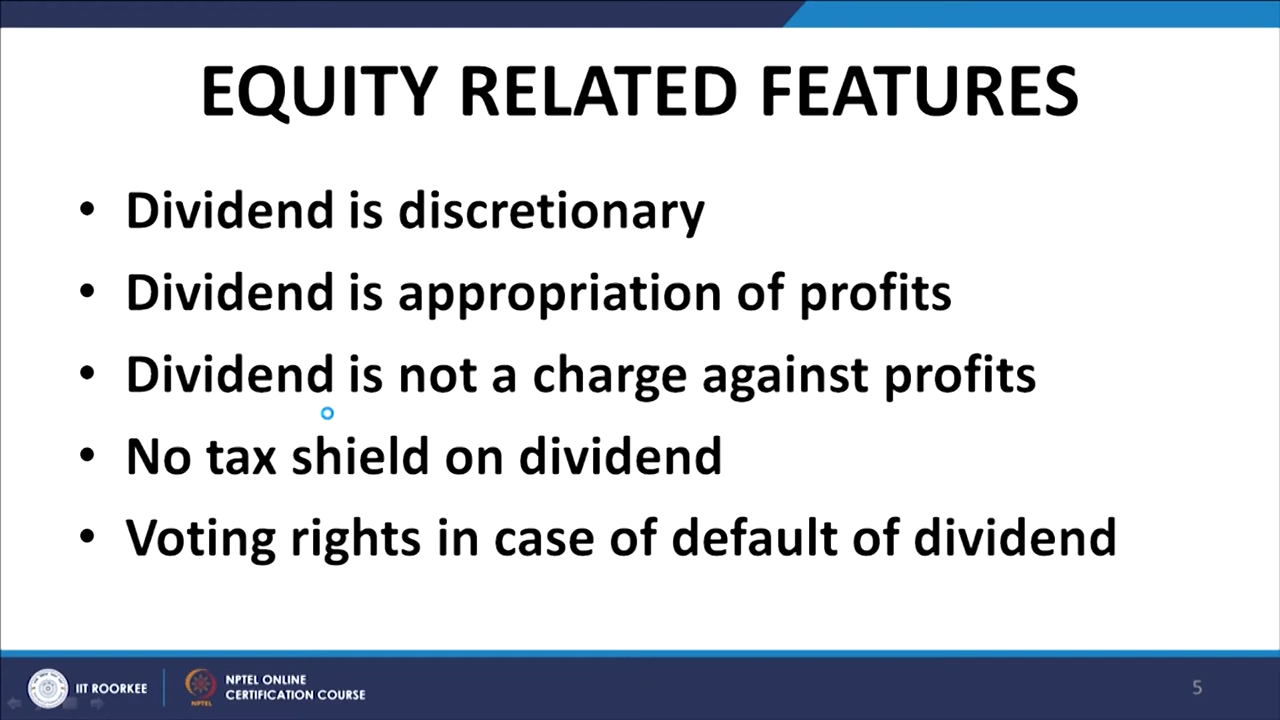 EQUITY RELATED FEATURES
• Dividend is discretionary
• Dividend is appropriation of profits
• Dividend is not a charge against profits
• No tax shield on dividend
• Voting rights in case of default of dividend
IIT ROORKEE
NPTEL
NPTEL ONLINE
CERTIFICATION COURSE
5